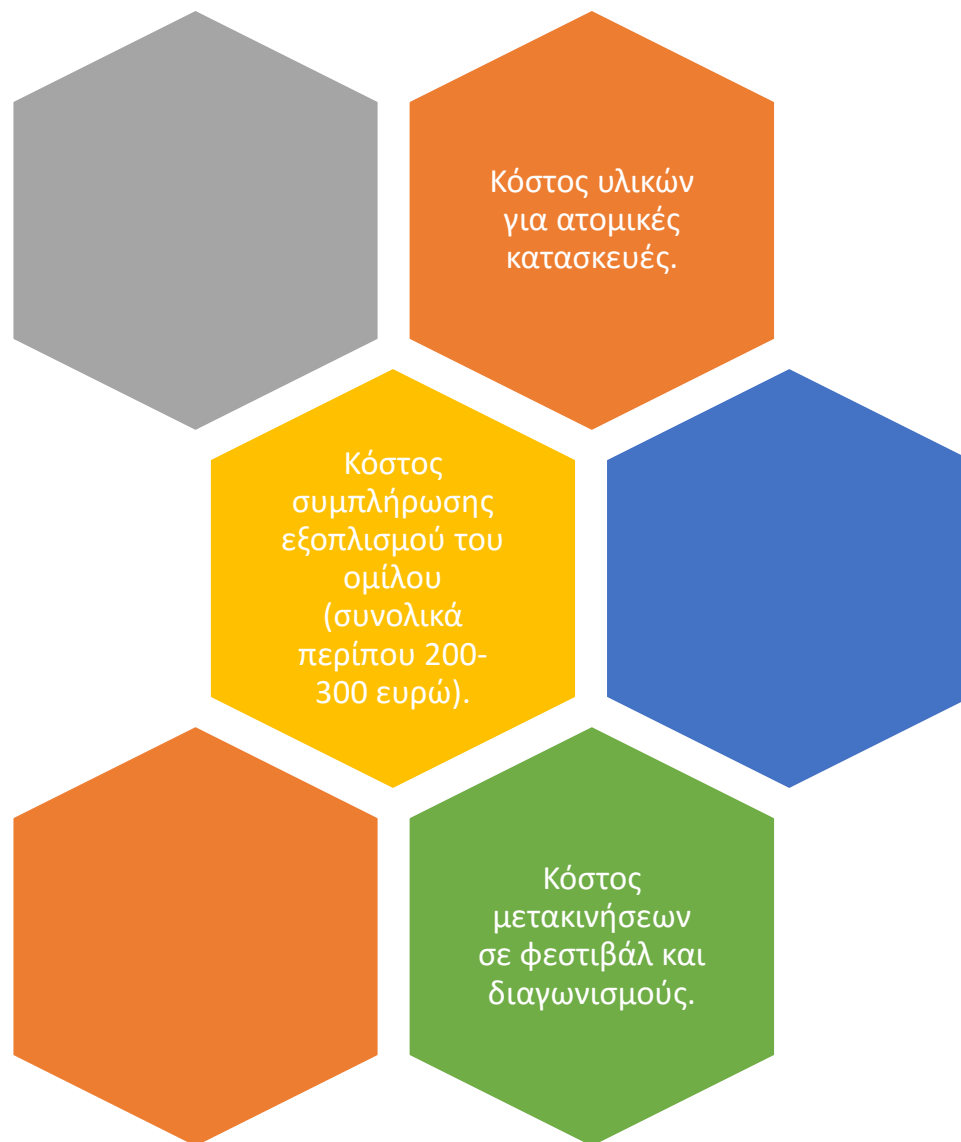 Κόστος υλικών
για ατομικές
κατασκευές.
Κόστος
συμπλήρωσης
εξοπλισμού του
ομίλου
(συνολικά
περίπου 200-
300 ευρώ).
Κόστος
μετακινήσεων
σε φεστιβάλ και
διαγωνισμούς.